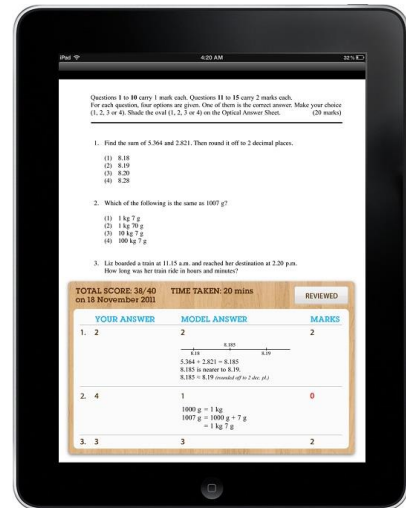 iPad 4:20 AM 32%
Questions 1 to 10 carry 1 mark each. Questions 11 to 15 carry 2 marks each.
For each question, four options are given. One of them is the correct answer. Make your choice
(1, 2, 3 or 4). Shade the oval (1, 2, 3 or 4) on the Optical Answer Sheet. (20 marks)
1. Find the sum of 5.364 and 2.821. Then round it off to 2 decimal places.
(1) 8.18
(2) 8.19
(3) 8.20
(4) 8.28
2. Which of the following is the same as 1007 g?
(1) 1 kg 7 g
(2) 1 kg 70 g
(3) 10 kg 7 g
(4) 100 kg 7 g
3. Liz boarded a train at 11.15 a.m. and reached her destination at 2.20 p.m.
How long was her train ride in hours and minutes?
TOTAL SCORE: 38/40 TIME TAKEN: 20 mins
on 18 November 2011
REVIEWED
YOUR ANSWER MODEL ANSWER MARKS
1. 2 2 2
8.185
8.18 8.19
5.364 + 2.821 = 8.185
8.185 is nearer to 8.19.
8.185 ≈ 8.19 (rounded off to 2 dec. pl.)
2. 4 1 0
1000 g = 1 kg
1007 g = 1000 g + 7 g
= 1 kg 7 g
3. 3 3 2